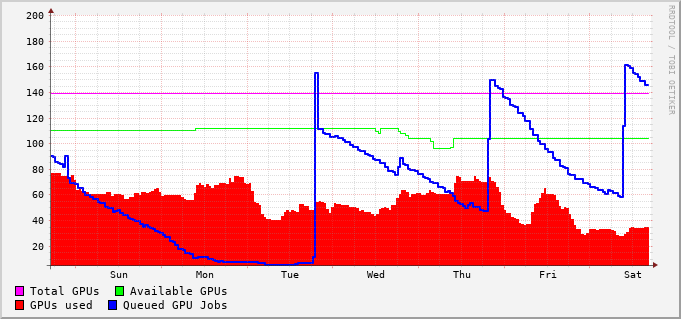 200
180
160
140
120
100
80
60
40
20
Sun Mon Tue Wed Thu Fri Sat
Total GPUs Available GPUs
GPUs used Queued GPU Jobs
RRDTOOL / TOBI OETIKER